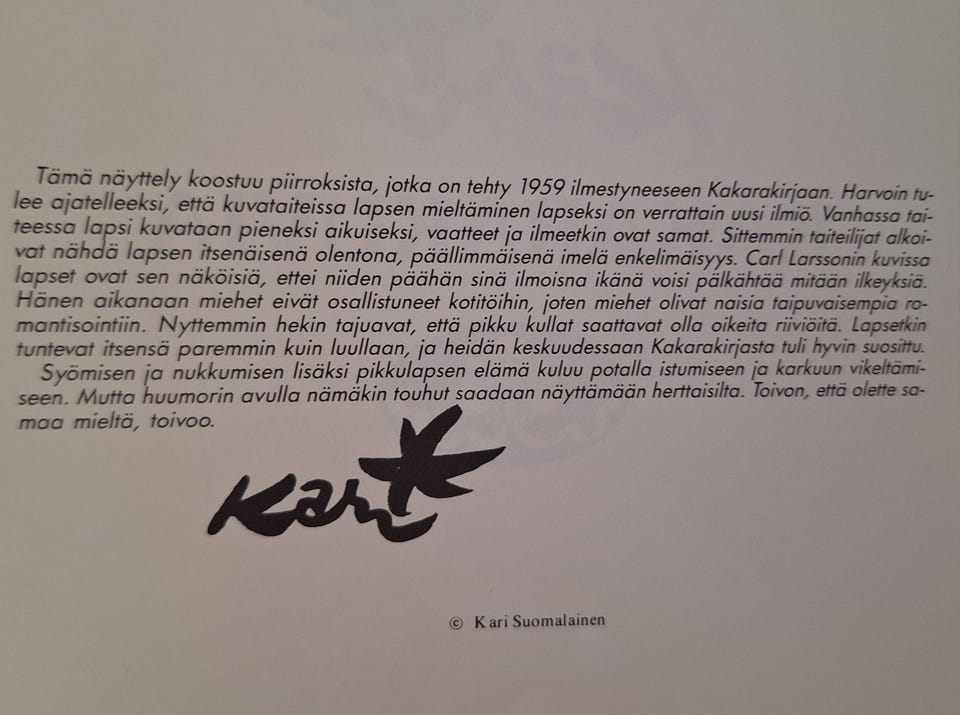 Tämä näyttely koostuu piirroksista, jotka on tehty 1959 ilmestyneeseen Kakarakirjaan. Harvoin tu-
lee ajatelleeksi, että kuvataiteissa lapsen mieltäminen lapseksi on verrattain uusi ilmiö. Vanhassa tai-
teessa lapsi kuvataan pieneksi aikuiseksi, vaatteet ja ilmeetkin ovat samat. Sittemmin taiteilijat alkoi-
vat nähdä lapsen itsenäisenä olentona, päällimmäisenä imelä enkelimäisyys. Carl Larssonin kuvissa
lapset ovat sen näköisiä, ettei niiden päähän sinä ilmoisna ikänä voisi pälkähtää mitään ilkeyksiä.
Hänen aikanaan miehet eivät osallistuneet kotitöihin, joten miehet olivat naisia taipuvaisempia ro-
mantisointiin. Nyttemmin hekin tajuavat, että pikku kullat saattavat olla oikeita riiviöitä. Lapsetkin
tuntevat itsensä paremmin kuin luullaan, ja heidän keskuudessaan Kakarakirjasta tuli hyvin suosittu.
Syömisen ja nukkumisen lisäksi pikkulapsen elämä kuluu potalla istumiseen ja karkuun vikeltämi-
seen. Mutta huumorin avulla nämäkin touhut saadaan näyttämään herttaisilta. Toivon, että olette sa-
maa mieltä, toivoo.
Kari
© Kari Suomalainen